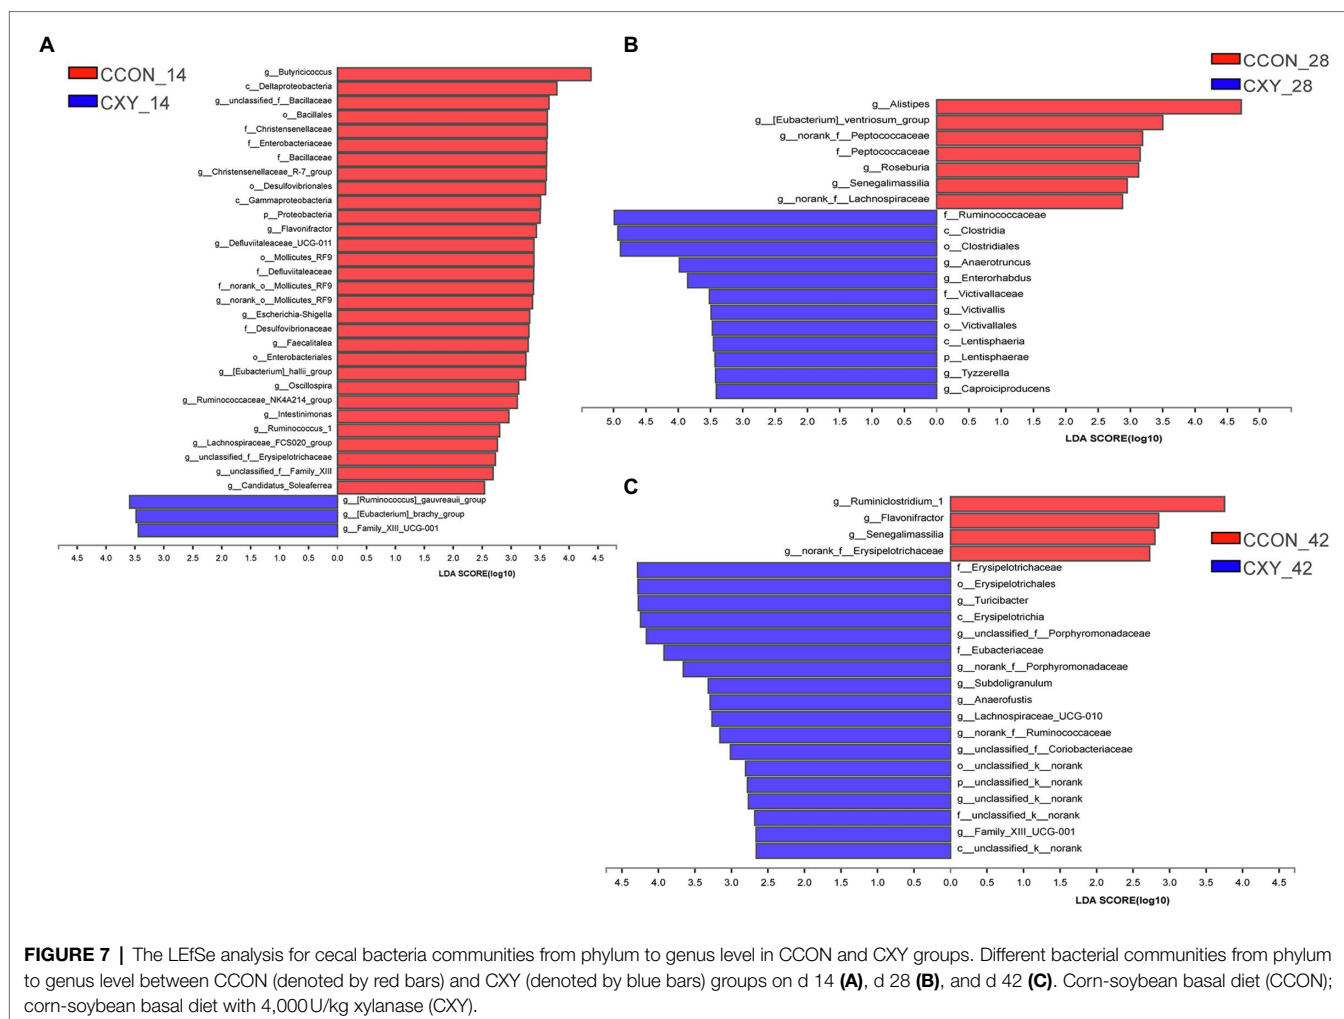 A
CCON_14
CXY_14
g__Butyricicoccus
c__Deltaproteobacteria
g__unclassified_f__Bacillaceae
o__Bacillales
f__Christensenellaceae
f__Enterobacteriaceae
f__Bacillaceae
g__Christensenellaceae_R-7_group
o__Desulfovibrionales
c__Gammaproteobacteria
p__Proteobacteria
g__Flavonifractor
g__Defluviitaleaceae_UCG-011
o__Mollicutes_RF9
f__Defluviitaleaceae
f__norank_o__Mollicutes_RF9
g__norank_o__Mollicutes_RF9
g__Escherichia-Shigella
f__Desulfovibrionaceae
g__Faecalitalea
o__Enterobacteriales
g__[Eubacterium]_hallii_group
g__Oscillospira
g__Ruminococcaceae_NK4A214_group
g__Intestinimonas
g__Ruminococcus_1
g__Lachnospiraceae_FCS020_group
g__unclassified_f__Erysipelotrichaceae
g__unclassified_f__Family_XIII
g__Candidatus_Soleaferrea
g__[Ruminococcus]_gauvreauii_group
g__[Eubacterium]_brachy_group
g__Family_XIII_UCG-001
4.5 4.0 3.5 3.0 2.5 2.0 1.5 1.0 0.5 0.0 0.5 1.0 1.5 2.0 2.5 3.0 3.5 4.0 4.5
LDA SCORE(log10)
B
CCON_28
CXY_28
g__Alistipes
g__[Eubacterium]_ventriosum_group
g__norank_f__Peptococcaceae
f__Peptococcaceae
g__Roseburia
g__Senegalimassilia
g__norank_f__Lachnospiraceae
f__Ruminococcaceae
c__Clostridia
o__Clostridiales
g__Anaerotruncus
g__Enterorhabdus
f__Victivallaceae
g__Victivallis
o__Victivallales
c__Lentisphaeria
p__Lentisphaerae
g__Tyzzerella
g__Caproiciproducens
5.0 4.5 4.0 3.5 3.0 2.5 2.0 1.5 1.0 0.5 0.0 0.5 1.0 1.5 2.0 2.5 3.0 3.5 4.0 4.5 5.0
LDA SCORE(log10)
C
CCON_42
CXY_42
g__Ruminiclostridium_1
g__Flavonifractor
g__Senegalimassilia
g__norank_f__Erysipelotrichaceae
f__Erysipelotrichaceae
o__Erysipelotrichales
g__Turicibacter
c__Erysipelotrichia
g__unclassified_f__Porphyromonadaceae
f__Eubacteriaceae
g__norank_f__Porphyromonadaceae
g__Subdoligranulum
g__Anaerofustis
g__Lachnospiraceae_UCG-010
g__norank_f__Ruminococcaceae
g__unclassified_f__Coriobacteriaceae
o__unclassified_k__norank
p__unclassified_k__norank
g__unclassified_k__norank
f__unclassified_k__norank
g__Family_XIII_UCG-001
c__unclassified_k__norank
4.5 4.0 3.5 3.0 2.5 2.0 1.5 1.0 0.5 0.0 0.5 1.0 1.5 2.0 2.5 3.0 3.5 4.0 4.5
LDA SCORE(log10)
FIGURE 7 | The LEfSe analysis for cecal bacteria communities from phylum to genus level in CCON and CXY groups. Different bacterial communities from phylum
to genus level between CCON (denoted by red bars) and CXY (denoted by blue bars) groups on d 14 (A), d 28 (B), and d 42 (C). Corn-soybean basal diet (CCON);
corn-soybean basal diet with 4,000 U/kg xylanase (CXY).